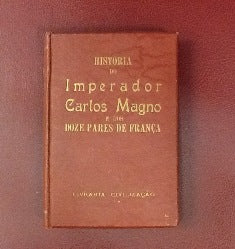 HISTORIA
DO
Imperador
Carlos Magno
E DOS
DOZE PARES DE FRANÇA
LIVRARIA CIVILIZAÇÃO